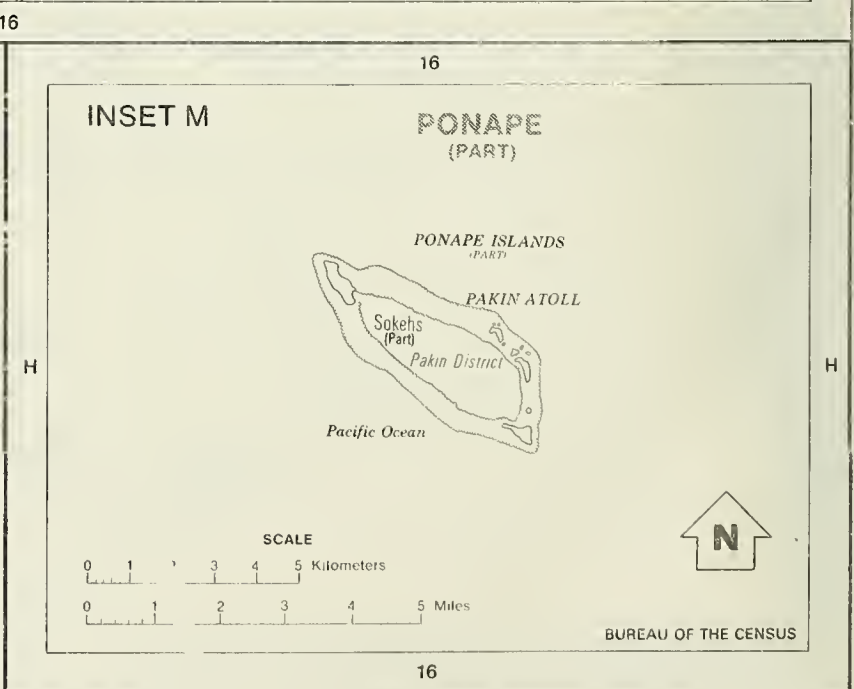 16
16
INSET M
PONAPE
(PART)
PONAPE ISLANDS
(PART)
PAKIN ATOLL
Sokehs
(Part)
Pakin District
H
H
Pacific Ocean
SCALE
0 1 3 4 5 Kilometers
0 1 2 3 4 5 Miles
N
BUREAU OF THE CENSUS
16